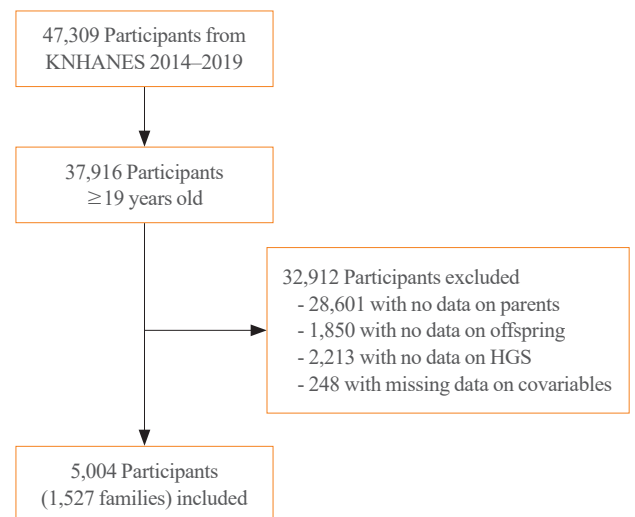 47,309 Participants from
KNHANES 2014–2019
37,916 Participants
≥19 years old
32,912 Participants excluded
- 28,601 with no data on parents
- 1,850 with no data on offspring
- 2,213 with no data on HGS
- 248 with missing data on covariables
5,004 Participants
(1,527 families) included